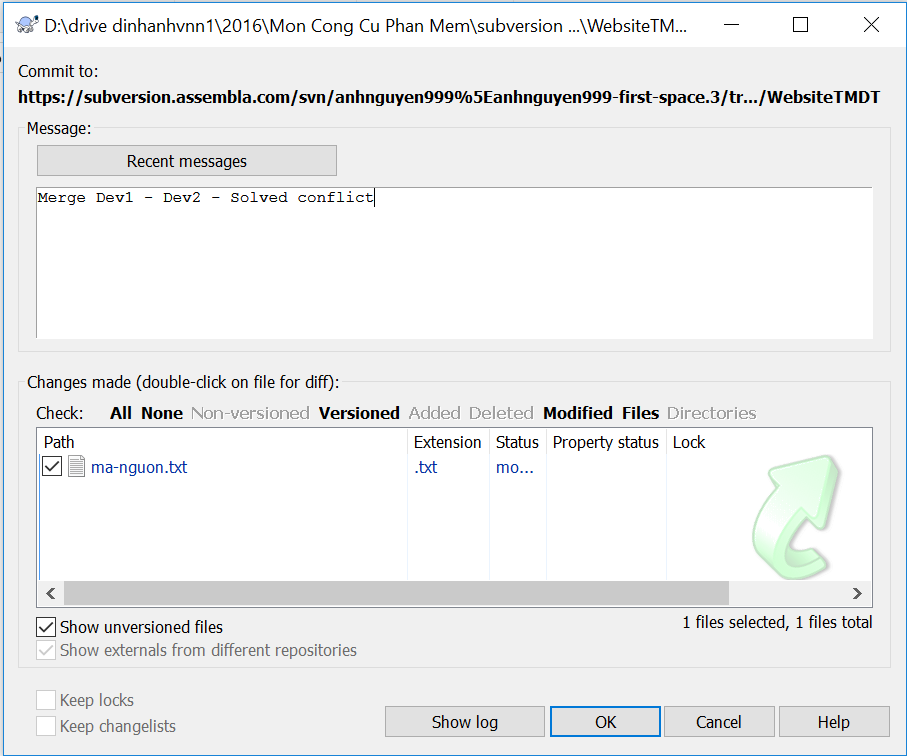 D:\drive dinhanhvnn1\2016\Mon Cong Cu Phan Mem\subversion ...\WebsiteTM...
Commit to:
https://subversion.assembla.com/svn/anhnguyen999%5Eanhnguyen999-first-space.3/tr.../WebsiteTMDT
Message:
Recent messages
Merge Dev1 - Dev2 - Solved conflict
Changes made (double-click on file for diff):
Check: All None Non-versioned Versioned Added Deleted Modified Files Directories
Path Extension Status Property status Lock
ma-nguon.txt .txt mo...
1 files selected, 1 files total
Show unversioned files
Show externals from different repositories
Keep locks
Keep changelists
Show log OK Cancel Help